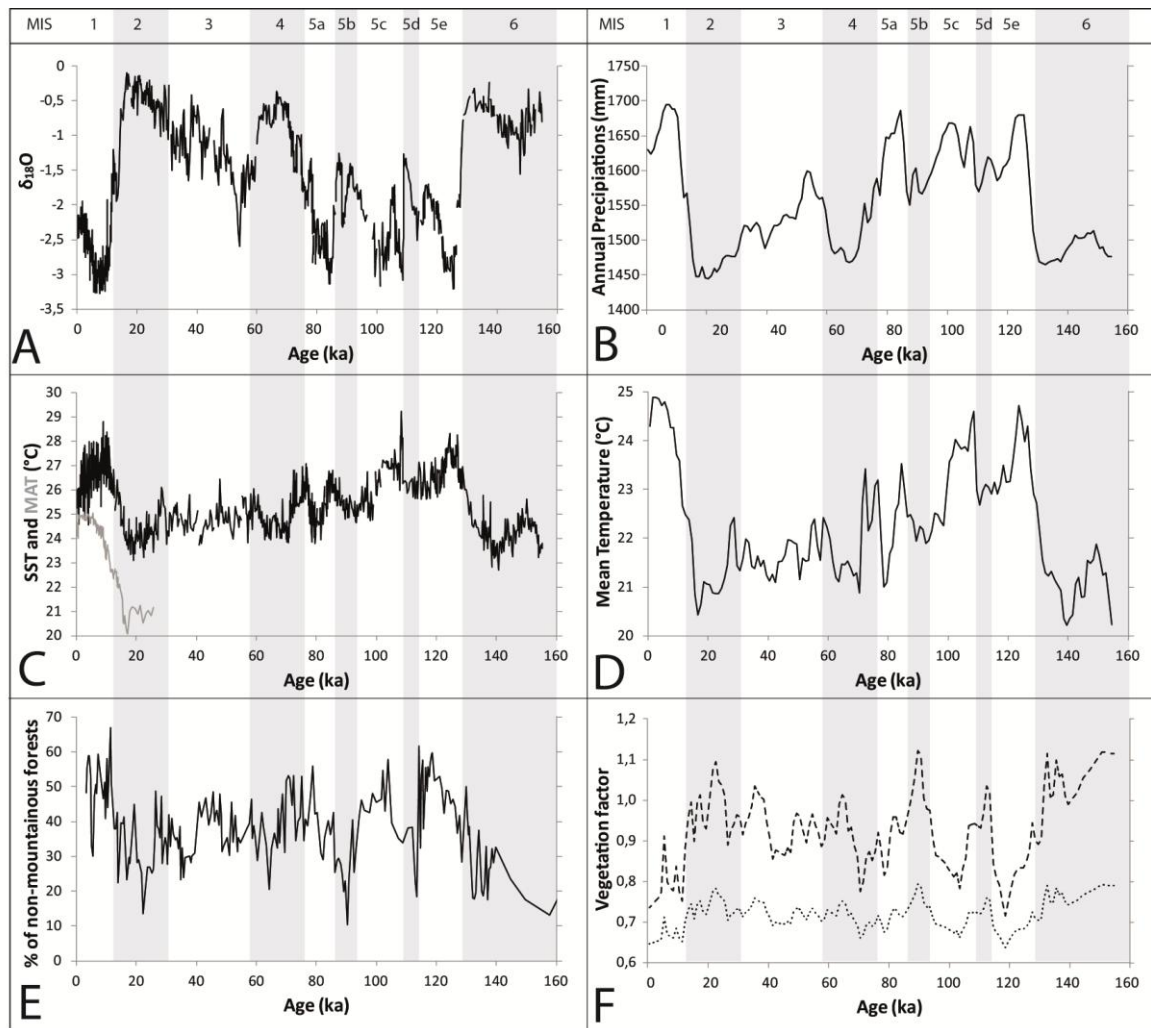 MIS 1 2 3 4 5a 5b 5c 5d 5e 6
MIS 1 2 3 4 5a 5b 5c 5d 5e 6
δ18O
0
-0,5
-1
-1,5
-2
-2,5
-3
-3,5
0 20 40 60 80 100 120 140 160
Age (ka)
A
Annual Precipiations (mm)
1750
1700
1650
1600
1550
1500
1450
1400
0 20 40 60 80 100 120 140 160
Age (ka)
B
SST and MAT (°C)
30
29
28
27
26
25
24
23
22
21
20
0 20 40 60 80 100 120 140 160
Age (ka)
C
Mean Temperature (°C)
25
24
23
22
21
20
0 20 40 60 80 100 120 140 160
Age (ka)
D
% of non-mountainous forests
70
60
50
40
30
20
10
0
0 20 40 60 80 100 120 140 160
Age (ka)
E
Vegetation factor
1,2
1,1
1,0
0,9
0,8
0,7
0,6
0 20 40 60 80 100 120 140 160
Age (ka)
F